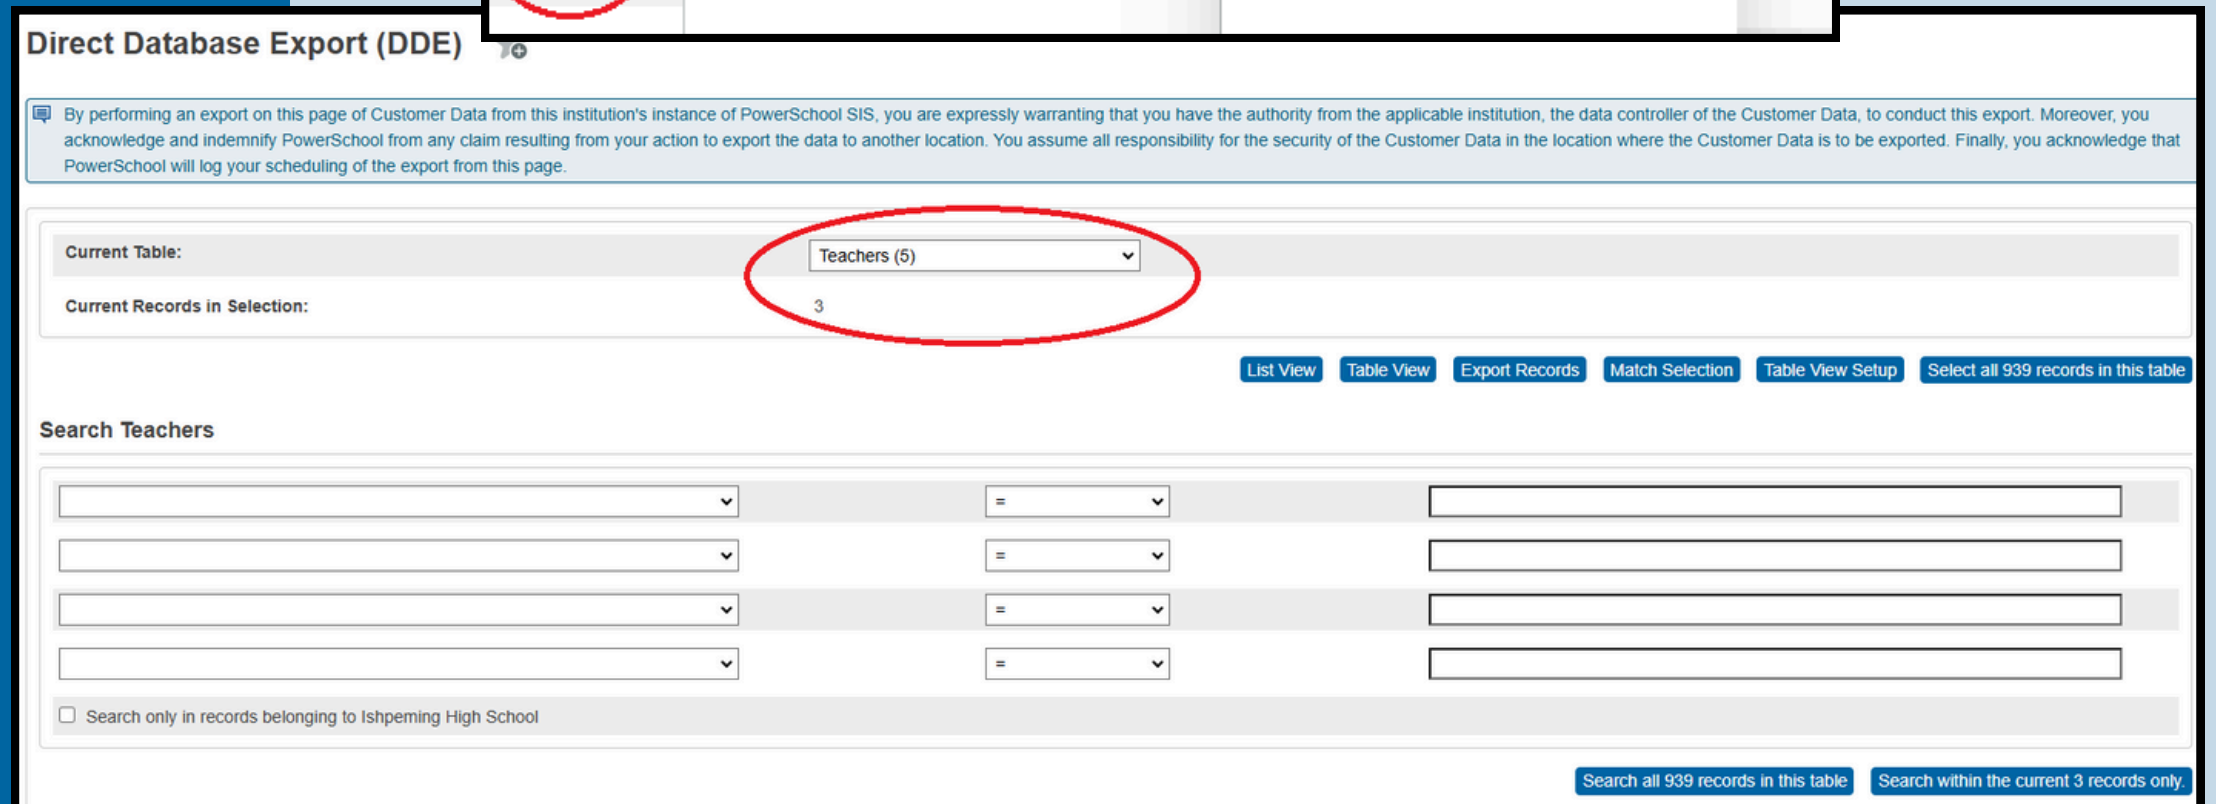 Direct Database Export (DDE)
By performing an export on this page of Customer Data from this institution's instance of PowerSchool SIS, you are expressly warranting that you have the authority from the applicable institution, the data controller of the Customer Data, to conduct this export. Moreover, you
acknowledge and indemnify PowerSchool from any claim resulting from your action to export the data to another location. You assume all responsibility for the security of the Customer Data in the location where the Customer Data is to be exported. Finally, you acknowledge that
PowerSchool will log your scheduling of the export from this page.
Current Table: Teachers (5)
Current Records in Selection: 3
List View Table View Export Records Match Selection Table View Setup Select all 939 records in this table
Search Teachers
=
=
=
=
Search only in records belonging to Ishpeming High School
Search all 939 records in this table Search within the current 3 records only.